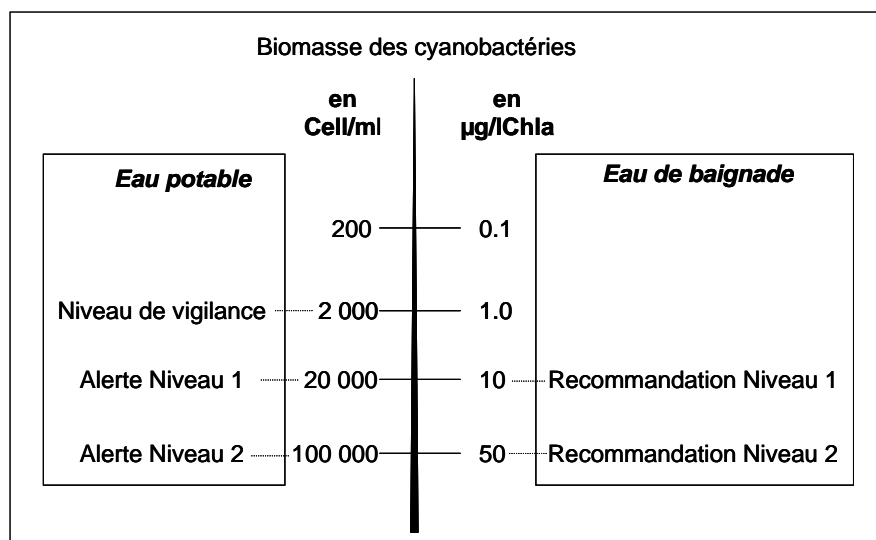 Biomasse des cyanobactéries
en
Cell/ml
en
µg/lChla
Eau potable
Eau de baignade
200
0.1
Niveau de vigilance
2 000
1.0
Alerte Niveau 1
20 000
10
Recommandation Niveau 1
Alerte Niveau 2
100 000
50
Recommandation Niveau 2